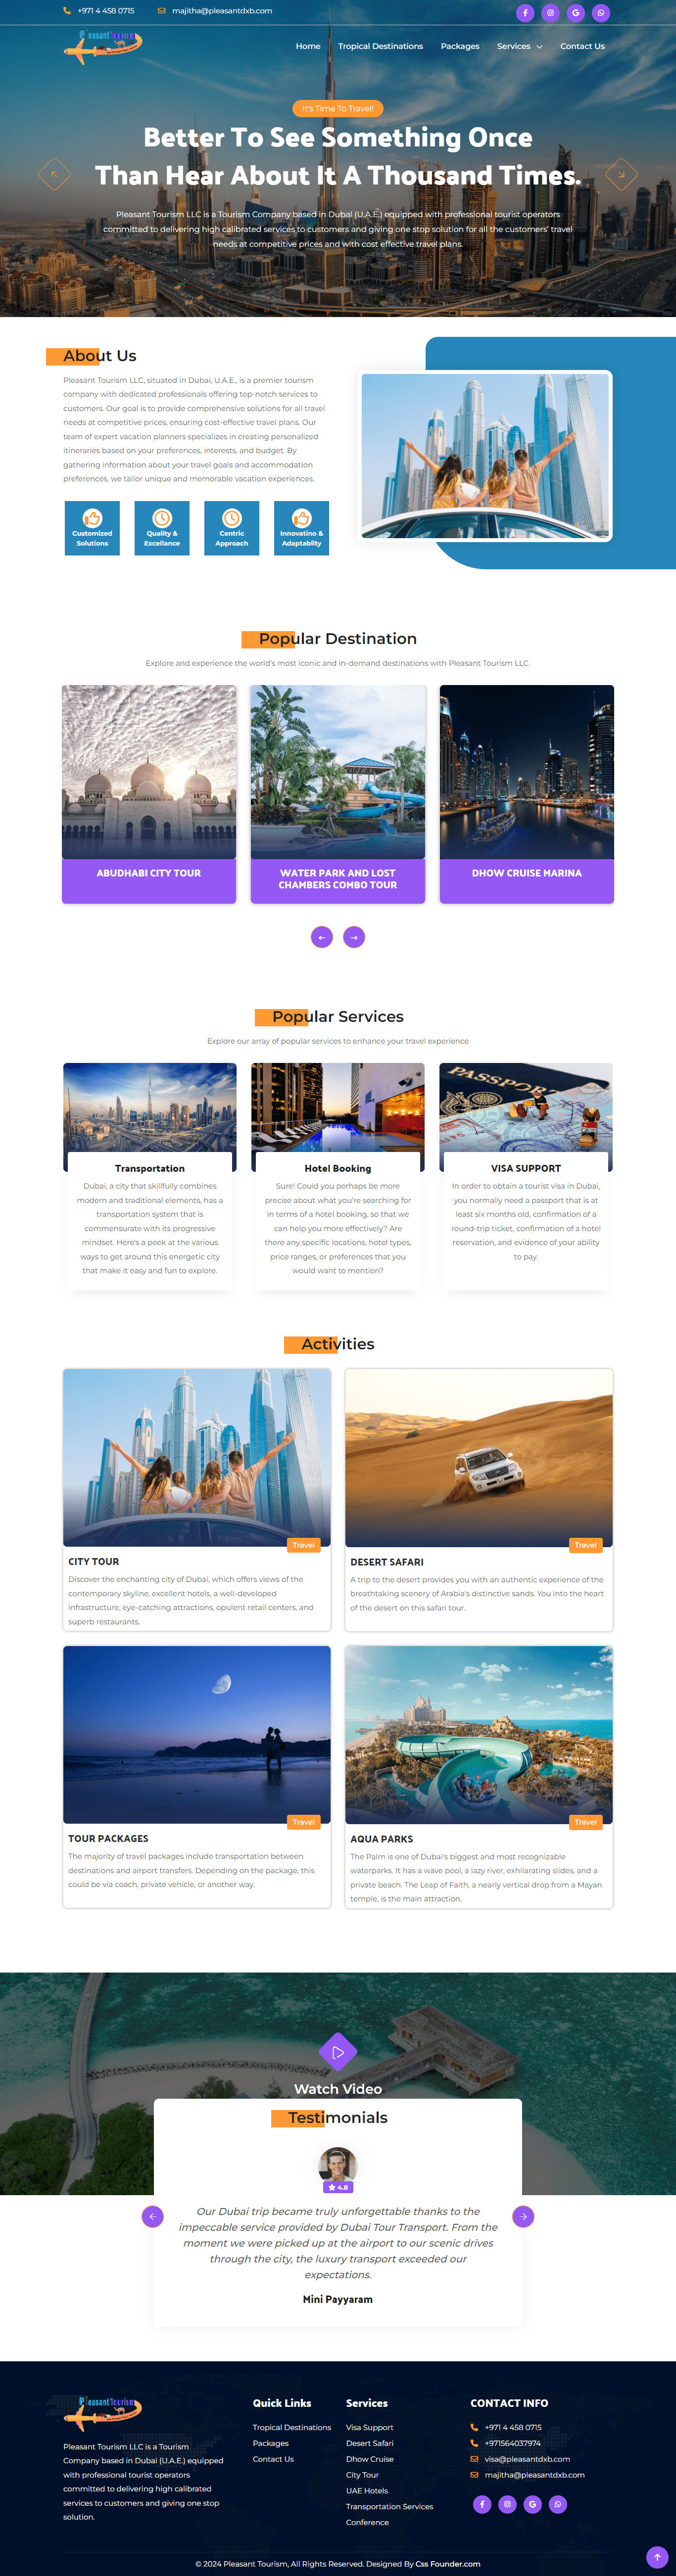 +971 4 458 0715
majitha@pleasantdxb.com
Pleasant Tourism
Home
Tropical Destinations
Packages
Services
Contact Us
It's Time To Travel!
Better To See Something Once
Than Hear About It A Thousand Times.
Pleasant Tourism LLC is a Tourism Company based in Dubai (U.A.E.) equipped with professional tourist operators
committed to delivering high calibrated services to customers and giving one stop solution for all the customers' travel
needs at competitive prices and with cost effective travel plans.
About Us
Pleasant Tourism LLC, situated in Dubai, U.A.E., is a premier tourism
company with dedicated professionals offering top-notch services to
customers. Our goal is to provide comprehensive solutions for all travel
needs at competitive prices, ensuring cost-effective travel plans. Our
team of expert vacation planners specializes in creating personalized
itineraries based on your preferences, interests, and budget. By
gathering information about your travel goals and accommodation
preferences, we tailor unique and memorable vacation experiences.
Customized
Solutions
Quality &
Excellance
Centric
Approach
Innovatino &
Adaptablity
Popular Destination
Explore and experience the world's most iconic and in-demand destinations with Pleasant Tourism LLC.
ABUDHABI CITY TOUR
WATER PARK AND LOST
CHAMBERS COMBO TOUR
DHOW CRUISE MARINA
Popular Services
Explore our array of popular services to enhance your travel experience
PASSPORT
Transportation
Dubai, a city that skillfully combines
modern and traditional elements, has a
transportation system that is
commensurate with its progressive
mindset. Here's a peek at the various
ways to get around this energetic city
that make it easy and fun to explore.
Hotel Booking
Sure! Could you perhaps be more
precise about what you're searching for
in terms of a hotel booking, so that we
can help you more effectively? Are
there any specific locations, hotel types,
price ranges, or preferences that you
would want to mention?
VISA SUPPORT
In order to obtain a tourist visa in Dubai,
you normally need a passport that is at
least six months old, confirmation of a
round-trip ticket, confirmation of a hotel
reservation, and evidence of your ability
to pay.
Activities
Travel
CITY TOUR
Discover the enchanting city of Dubai, which offers views of the
contemporary skyline, excellent hotels, a well-developed
infrastructure, eye-catching attractions, opulent retail centers, and
superb restaurants.
Travel
DESERT SAFARI
A trip to the desert provides you with an authentic experience of the
breathtaking scenery of Arabia's distinctive sands. You into the heart
of the desert on this safari tour.
Travel
TOUR PACKAGES
The majority of travel packages include transportation between
destinations and airport transfers. Depending on the package, this
could be via coach, private vehicle, or another way.
Travel
AQUA PARKS
The Palm is one of Dubai's biggest and most recognizable
waterparks. It has a wave pool, a lazy river, exhilarating slides, and a
private beach. The Leap of Faith, a nearly vertical drop from a Mayan
temple, is the main attraction.
Watch Video
Testimonials
4.8
Our Dubai trip became truly unforgettable thanks to the
impeccable service provided by Dubai Tour Transport. From the
moment we were picked up at the airport to our scenic drives
through the city, the luxury transport exceeded our
expectations.
Mini Payyaram
Pleasant Tourism
Pleasant Tourism LLC is a Tourism
Company based in Dubai (U.A.E.) equipped
with professional tourist operators
committed to delivering high calibrated
services to customers and giving one stop
solution.
Quick Links
Tropical Destinations
Packages
Contact Us
Services
Visa Support
Desert Safari
Dhow Cruise
City Tour
UAE Hotels
Transportation Services
Conference
CONTACT INFO
+971 4 458 0715
+971564037974
visa@pleasantdxb.com
majitha@pleasantdxb.com
© 2024 Pleasant Tourism, All Rights Reserved. Designed By Css Founder.com